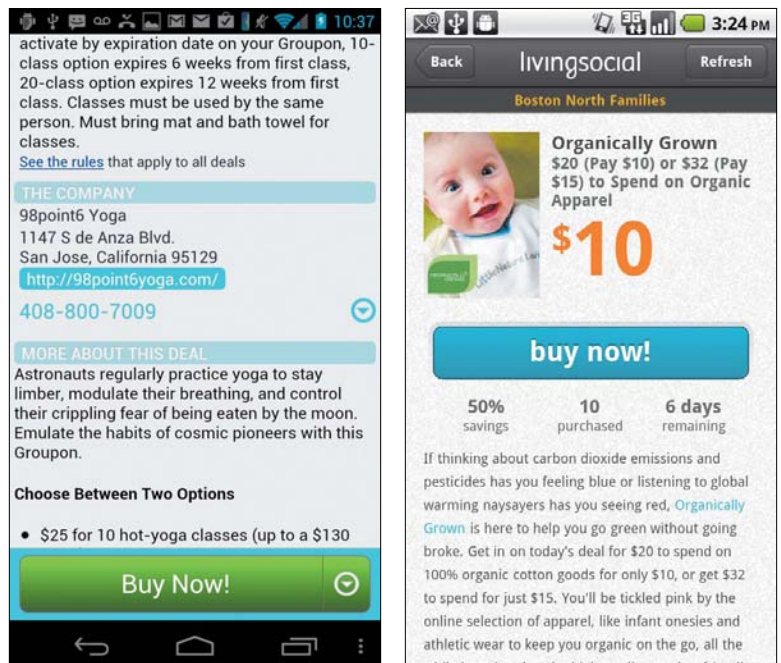 10:37
activate by expiration date on your Groupon, 10-
class option expires 6 weeks from first class,
20-class option expires 12 weeks from first
class. Classes must be used by the same
person. Must bring mat and bath towel for
classes.
See the rules that apply to all deals
THE COMPANY
98point6 Yoga
1147 S de Anza Blvd.
San Jose, California 95129
http://98point6yoga.com/
408-800-7009
MORE ABOUT THIS DEAL
Astronauts regularly practice yoga to stay
limber, modulate their breathing, and control
their crippling fear of being eaten by the moon.
Emulate the habits of cosmic pioneers with this
Groupon.
Choose Between Two Options
• $25 for 10 hot-yoga classes (up to a $130
Buy Now!
3G 3:24 PM
Back livingsocial Refresh
Boston North Families
Organically Grown
$20 (Pay $10) or $32 (Pay
$15) to Spend on Organic
Apparel
$10
buy now!
50% 10 6 days
savings purchased remaining
If thinking about carbon dioxide emissions and
pesticides has you feeling blue or listening to global
warming naysayers has you seeing red, Organically
Grown is here to help you go green without going
broke. Get in on today's deal for $20 to spend on
100% organic cotton goods for only $10, or get $32
to spend for just $15. You'll be tickled pink by the
online selection of apparel, like infant onesies and
athletic wear to keep you organic on the go, all the